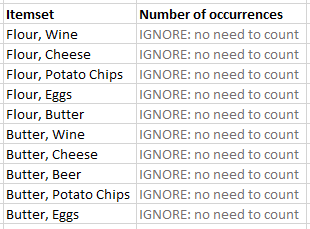 Itemset Number of occurrences
Flour, Wine IGNORE: no need to count
Flour, Cheese IGNORE: no need to count
Flour, Potato Chips IGNORE: no need to count
Flour, Eggs IGNORE: no need to count
Flour, Butter IGNORE: no need to count
Butter, Wine IGNORE: no need to count
Butter, Cheese IGNORE: no need to count
Butter, Beer IGNORE: no need to count
Butter, Potato Chips IGNORE: no need to count
Butter, Eggs IGNORE: no need to count